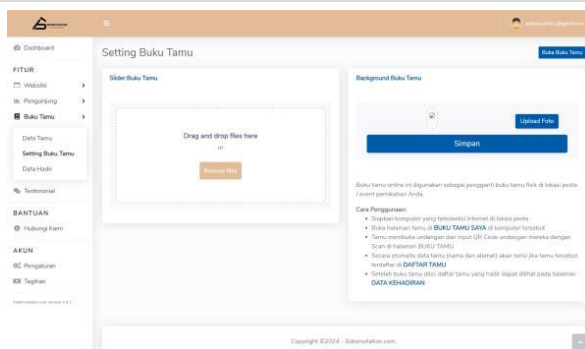 Dashboard
Setting Buku Tamu
Buka Buku Tamu
FITUR
Website
Pengunjung
Buku Tamu
Data Tamu
Setting Buku Tamu
Data Hadir
Testimonial
BANTUAN
Hubungi Kami
AKUN
Pengaturan
Tagihan
Slider Buku Tamu
Drag and drop files here
or
Browse files
Background Buku Tamu
Upload Foto
Simpan
Buku tamu online ini digunakan sebagai pengganti buku tamu fisik di lokasi pesta
/ event pernikahan Anda.
Cara Penggunaan:
Siapkan komputer yang terkoneksi internet di lokasi pesta
Buka halaman tamu di BUKU TAMU SAYA di komputer tersebut
Tamu membuka undangan dan input QR Code undangan mereka dengan
Scan di halaman BUKU TAMU
Secara otomatis data tamu (nama dan alamat) akan terisi jika tamu tersebut
terdaftar di DAFTAR TAMU
Setelah buku tamu diisi, daftar tamu yang hadir dapat dilihat pada halaman
DATA KEHADIRAN
Copyright ©2024 -